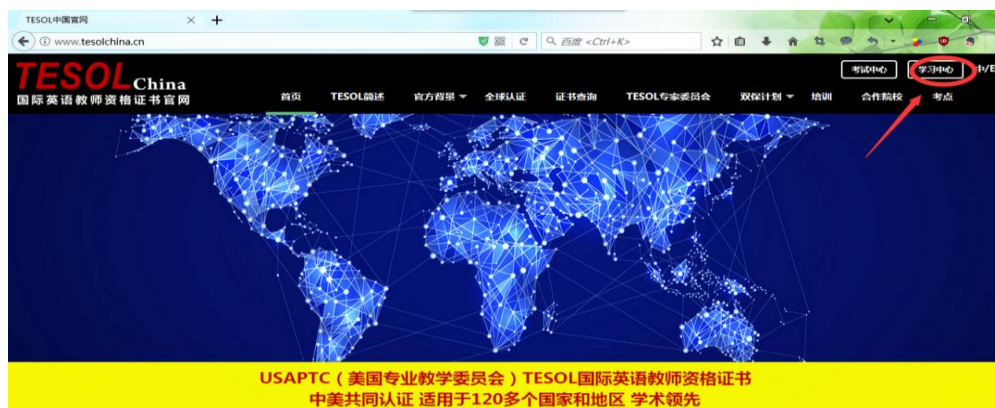 TESOL中国官网
www.tesolchina.cn
百度 <Ctrl+K>
考试中心 学习中心 中/E
TESOL China
国际英语教师资格证书官网
首页 TESOL简述 官方背景 全球认证 证书查询 TESOL专家委员会 双保计划 培训 合作院校 考点
USAPTC（美国专业教学委员会）TESOL国际英语教师资格证书
中美共同认证 适用于120多个国家和地区 学术领先